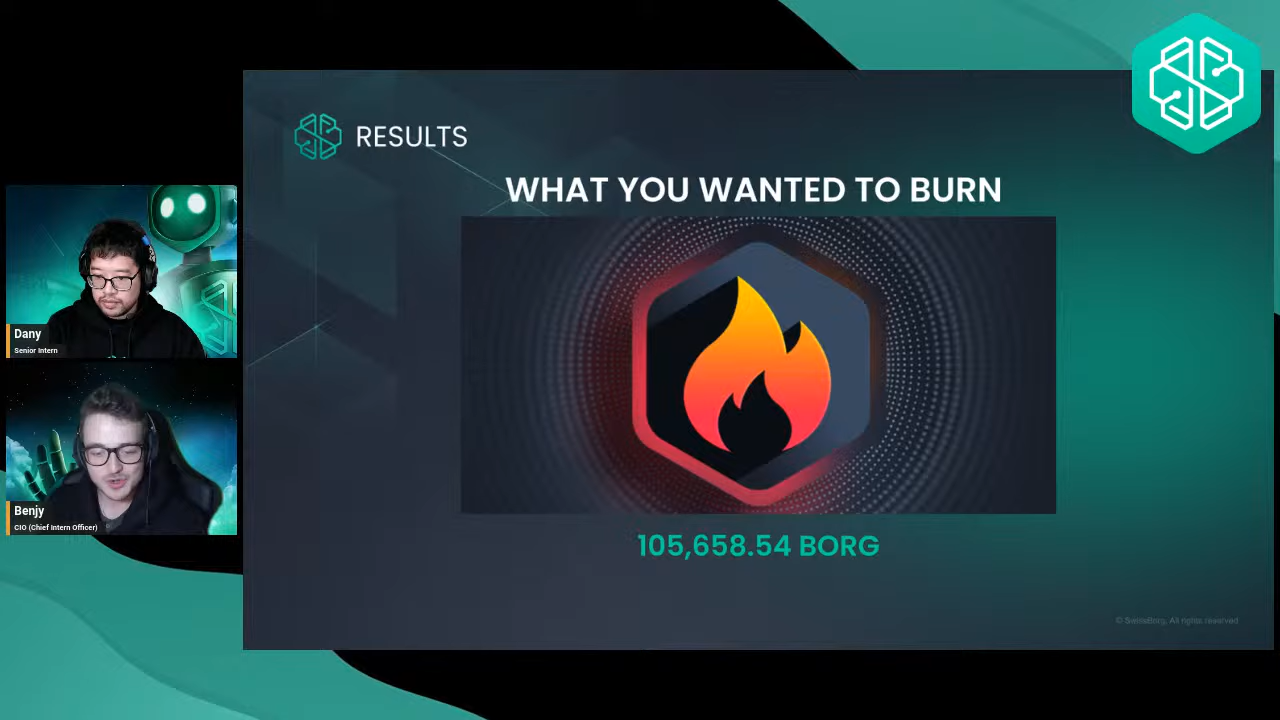 RESULTS
WHAT YOU WANTED TO BURN
105,658.54 BORG
© SwissBorg, All rights reserved
Dany
Senior Intern
Benjy
CIO (Chief Intern Officer)